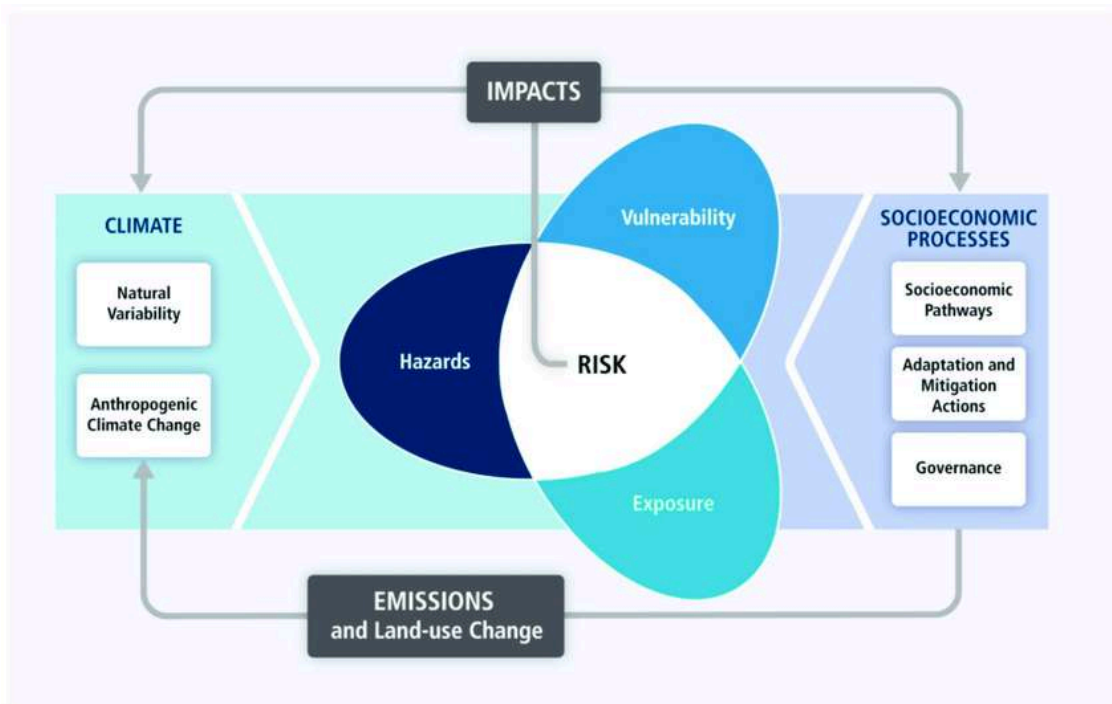 IMPACTS
CLIMATE
Natural
Variability
Anthropogenic
Climate Change
Vulnerability
Hazards
RISK
Exposure
SOCIOECONOMIC
PROCESSES
Socioeconomic
Pathways
Adaptation and
Mitigation
Actions
Governance
EMISSIONS
and Land-use Change